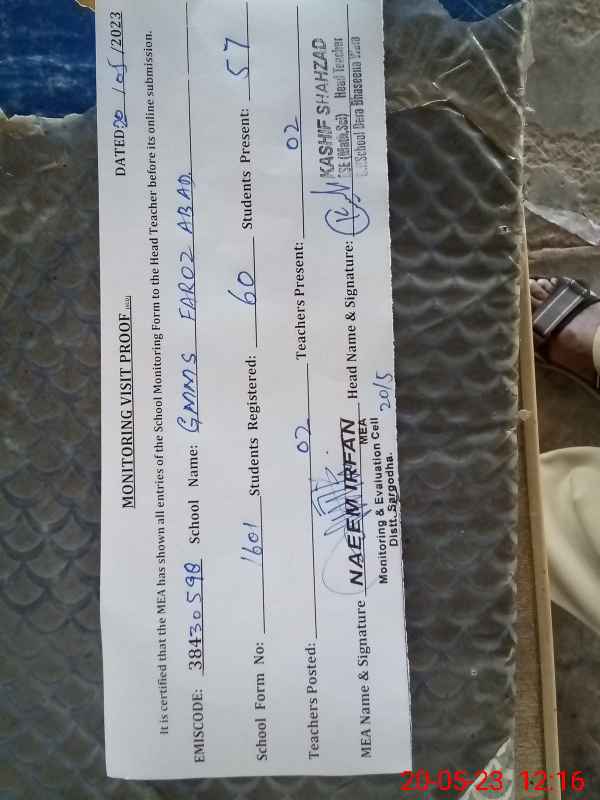 MONITORING VISIT PROOF
DATED: 20/05/2023
It is certified that the MEA has shown all entries of the School Monitoring Form to the Head Teacher before its online submission.
EMISCODE: 38430598 School Name: GMMS FAROZ ABAD
School Form No: 1601 Students Registered: 60 Students Present: 57
Teachers Posted: 02 Teachers Present: 02
MEA Name & Signature NAEEM IRFAN Head Name & Signature: KASHIF SHAHZAD
MEA
Monitoring & Evaluation Cell
Distt. Sargodha.
20/5
Head Teacher
School Dera
20-05-23 12:16